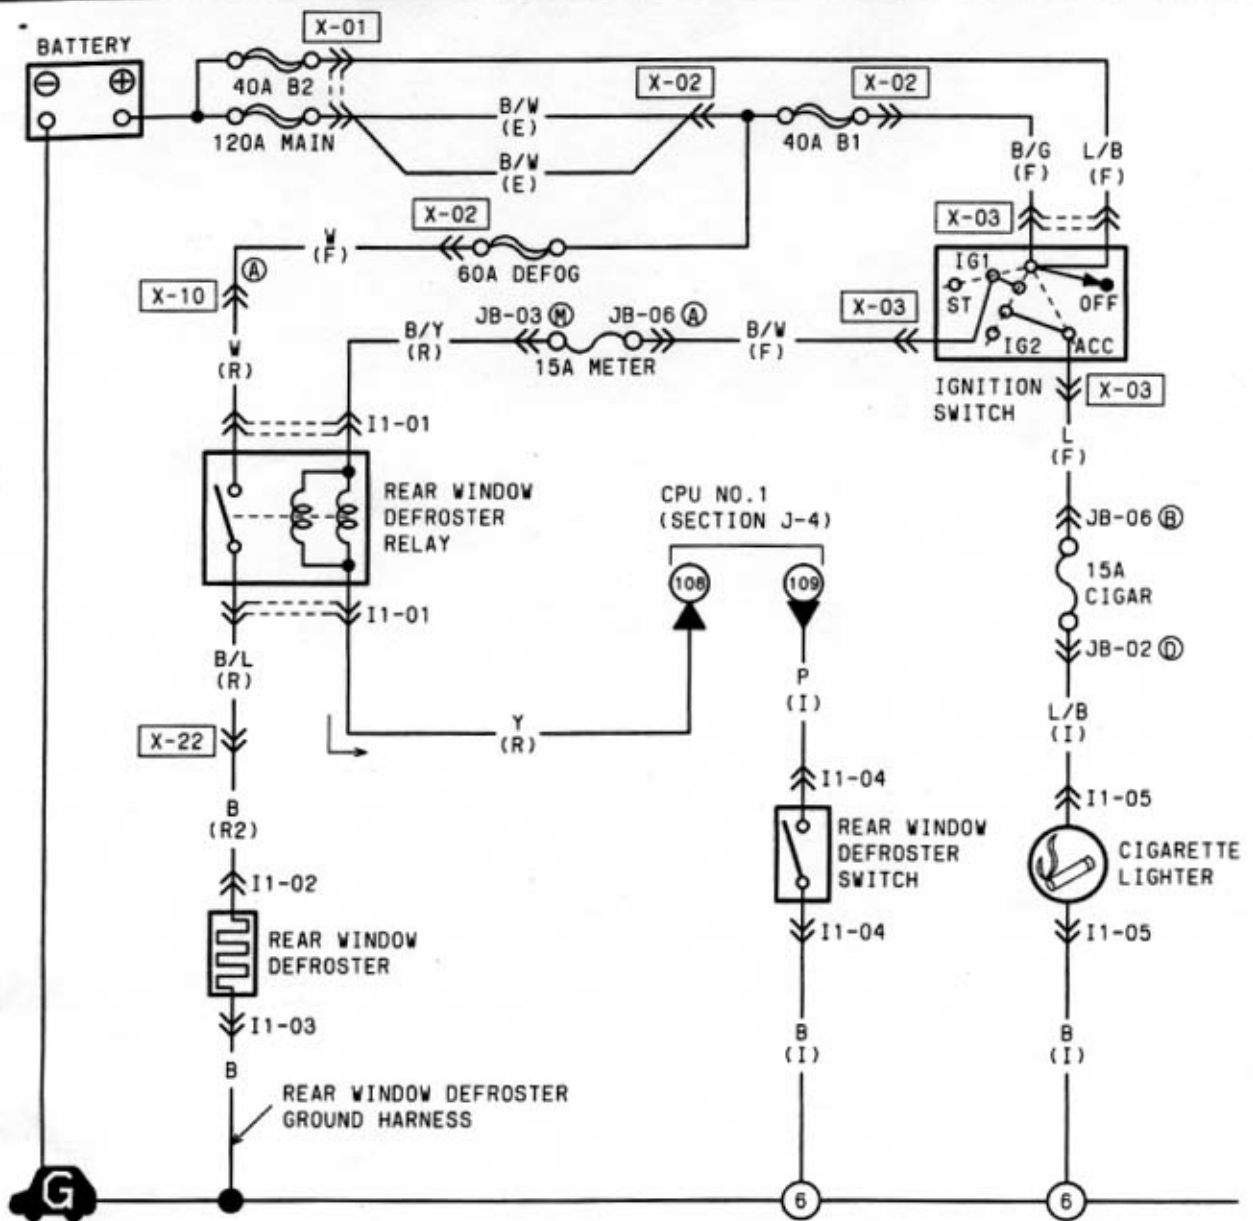 X-01
BATTERY
40A B2
X-02
X-02
B/W
(E)
120A MAIN
40A B1
B/W
(E)
B/G
(F)
L/B
(F)
X-02
X-03
W
(F)
60A DEFOG
IG1
ST
OFF
IG2
ACC
A
X-10
JB-03 M
JB-06 A
X-03
B/Y
(R)
B/W
(F)
15A METER
W
(R)
IGNITION
SWITCH
X-03
I1-01
L
(F)
REAR WINDOW
DEFROSTER
RELAY
CPU NO.1
(SECTION J-4)
JB-06 B
108
109
15A
CIGAR
I1-01
JB-02 D
B/L
(R)
P
(I)
X-22
Y
(R)
L/B
(I)
I1-04
I1-05
B
(R2)
REAR WINDOW
DEFROSTER
SWITCH
CIGARETTE
LIGHTER
I1-02
REAR WINDOW
DEFROSTER
I1-04
I1-05
I1-03
B
(I)
B
(I)
B
REAR WINDOW DEFROSTER
GROUND HARNESS
G
6
6